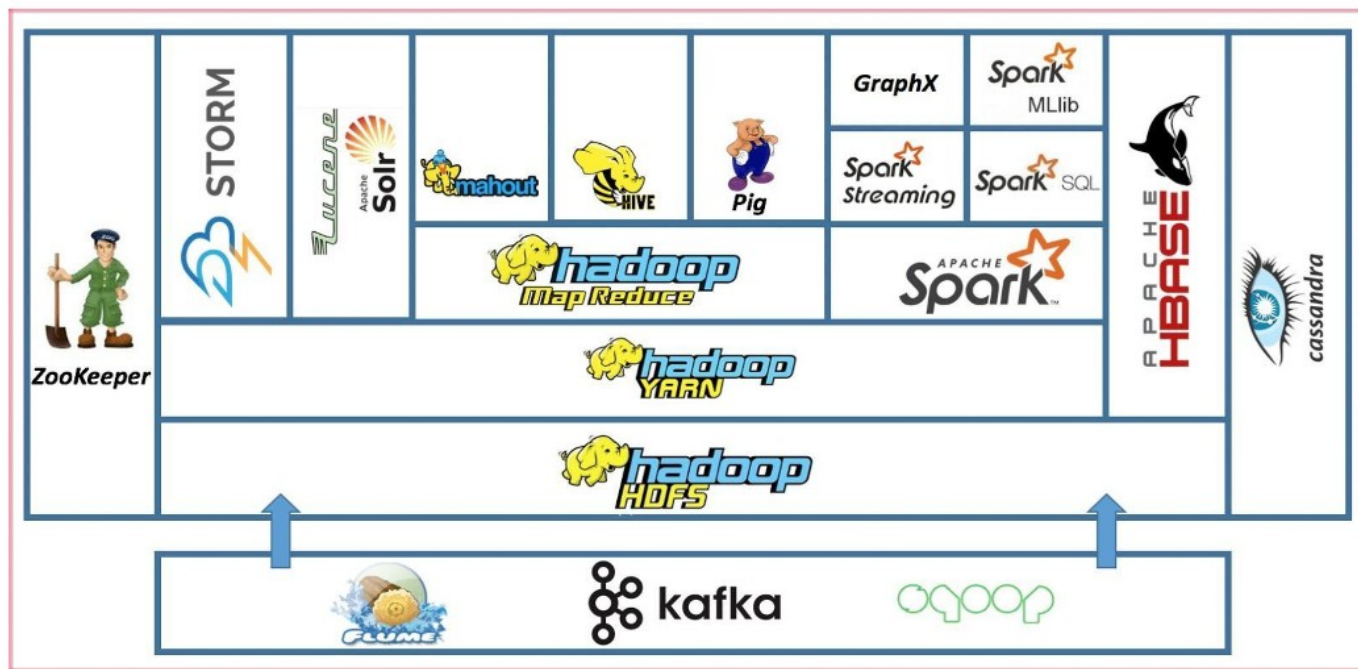 ZooKeeper
STORM
Lucene
Apache
Solr
mahout
HIVE
Pig
GraphX
Spark
MLlib
Spark
Streaming
Spark SQL
hadoop
Map Reduce
APACHE
Spark™
APACHE
HBASE
cassandra
hadoop
YARN
hadoop
HDFS
FLUME
kafka
sqoop